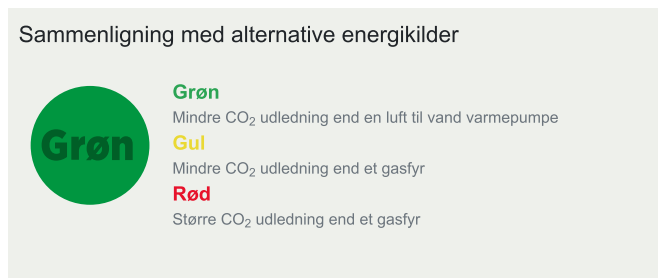 Sammenligning med alternative energikilder
Grøn
Grøn
Mindre CO₂ udledning end en luft til vand varmepumpe
Gul
Mindre CO₂ udledning end et gasfyr
Rød
Større CO₂ udledning end et gasfyr